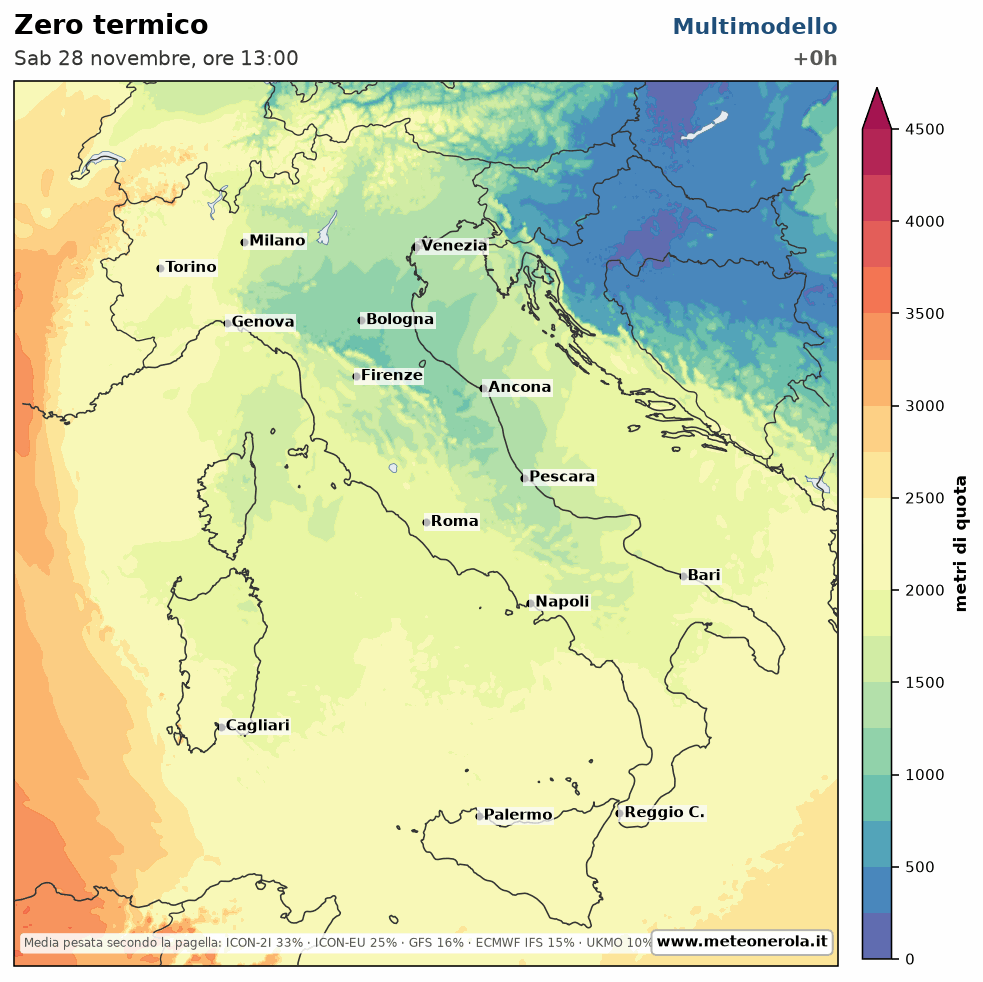 Zero termico
Multimodello
Sab 28 novembre, ore 13:00
+0h
Milano
Venezia
Torino
Genova
Bologna
Firenze
Ancona
Pescara
Roma
Bari
Napoli
Cagliari
Palermo
Reggio C.
4500
4000
3500
3000
2500
2000
1500
1000
500
0
metri di quota
Media pesata secondo la pagella: ICON-2I 33% · ICON-EU 25% · GFS 16% · ECMWF IFS 15% · UKMO 10%
www.meteonerola.it